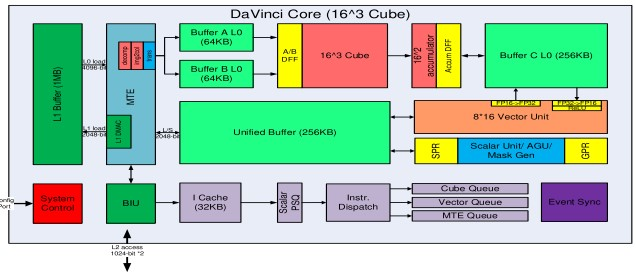 DaVinci Core (16^3 Cube)
L1 Buffer (1MB)
L0 load
4096-bit
L1 load
2048-bit
decomp
img2col
trans
MTE
L1 DMAC
L/S
2048-bit
Buffer A L0
(64KB)
Buffer B L0
(64KB)
A/B
DFF
16^3 Cube
16^2
accumulator
Accum DFF
Buffer C L0 (256KB)
FP16->FP32
FP32->FP16
ReLU
8*16 Vector Unit
Unified Buffer (256KB)
SPR
Scalar Unit/ AGU/
Mask Gen
GPR
Config
Port
System
Control
BIU
L2 access
1024-bit *2
I Cache
(32KB)
Scalar
PSQ
Instr.
Dispatch
Cube Queue
Vector Queue
MTE Queue
Event Sync